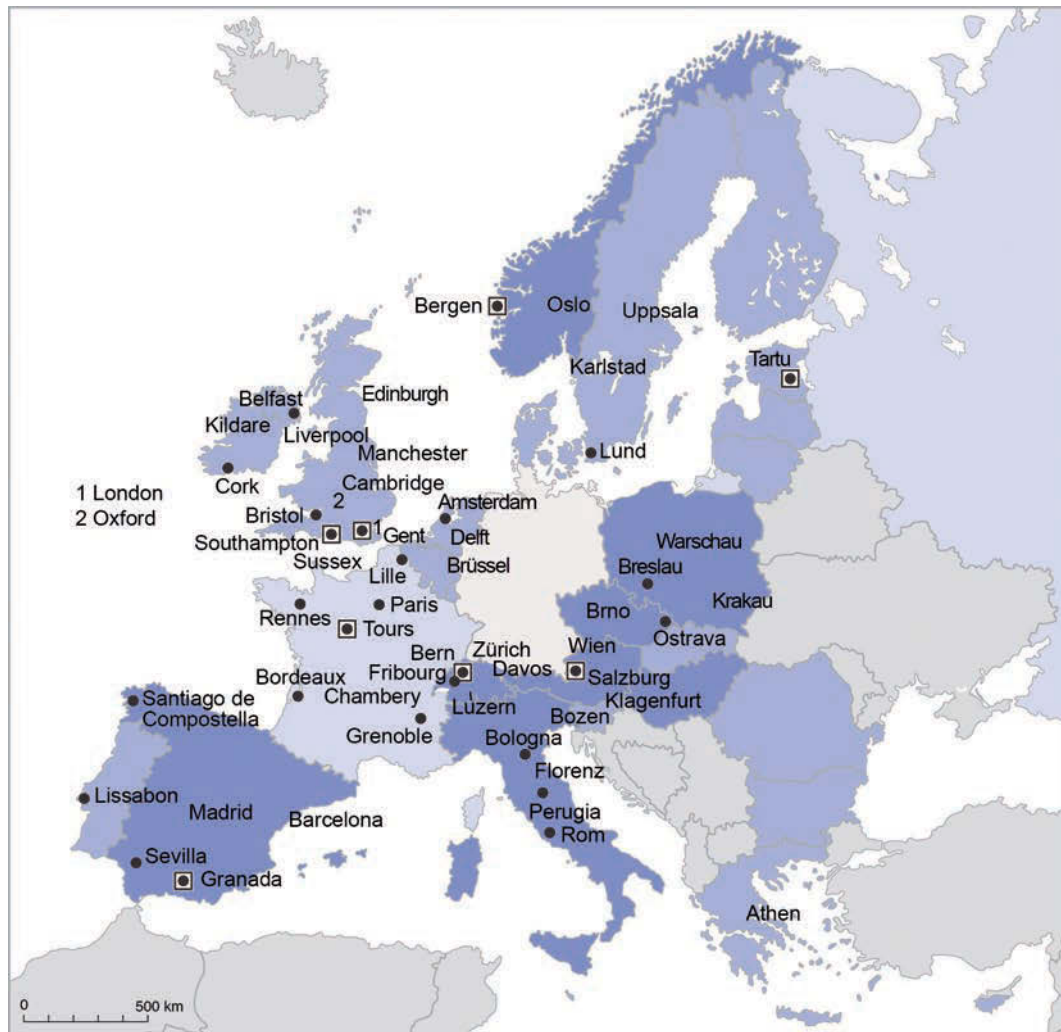 Bergen
Oslo
Uppsala
Karlstad
Tartu
Edinburgh
Belfast
Kildare
Liverpool
Manchester
Lund
Cork
Cambridge
1 London
2 Oxford
2
Bristol
1
Southampton
Sussex
Gent
Amsterdam
Delft
Brüssel
Lille
Warschau
Breslau
Krakau
Brno
Ostrava
Rennes
Paris
Tours
Bern
Zürich
Wien
Fribourg
Davos
Salzburg
Bordeaux
Chambery
Luzern
Klagenfurt
Santiago de
Compostella
Grenoble
Bozen
Bologna
Florenz
Lissabon
Madrid
Barcelona
Perugia
Rom
Sevilla
Granada
Athen
0 500 km